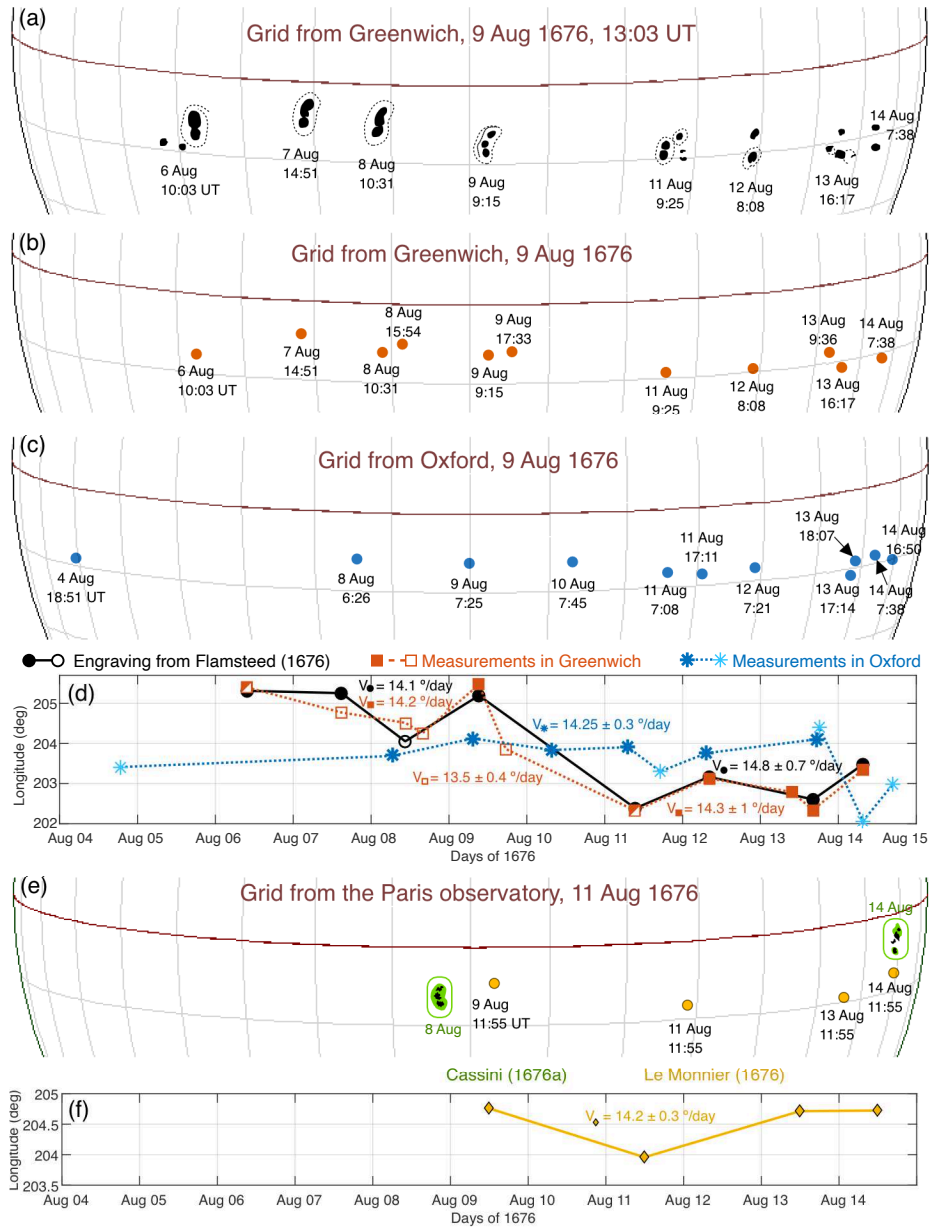 (a)
Grid from Greenwich, 9 Aug 1676, 13:03 UT
6 Aug
10:03 UT
7 Aug
14:51
8 Aug
10:31
9 Aug
9:15
11 Aug
9:25
12 Aug
8:08
13 Aug
16:17
14 Aug
7:38
(b)
Grid from Greenwich, 9 Aug 1676
6 Aug
10:03 UT
7 Aug
14:51
8 Aug
15:54
8 Aug
10:31
9 Aug
17:33
9 Aug
9:15
11 Aug
9:25
12 Aug
8:08
13 Aug
9:36
13 Aug
16:17
14 Aug
7:38
(c)
Grid from Oxford, 9 Aug 1676
4 Aug
18:51 UT
8 Aug
6:26
9 Aug
7:25
10 Aug
7:45
11 Aug
7:08
11 Aug
17:11
12 Aug
7:21
13 Aug
18:07
13 Aug
17:14
14 Aug
16:50
14 Aug
7:38
Engraving from Flamsteed (1676)
Measurements in Greenwich
Measurements in Oxford
(d)
V = 14.1 º/day
V = 14.2 º/day
V = 14.25 ± 0.3 º/day
V = 13.5 ± 0.4 º/day
V = 14.8 ± 0.7 º/day
V = 14.3 ± 1 º/day
Longitude (deg)
205
204
203
202
Aug 04 Aug 05 Aug 06 Aug 07 Aug 08 Aug 09 Aug 10 Aug 11 Aug 12 Aug 13 Aug 14 Aug 15
Days of 1676
(e)
Grid from the Paris observatory, 11 Aug 1676
8 Aug
9 Aug
11:55 UT
11 Aug
11:55
13 Aug
11:55
14 Aug
14 Aug
11:55
Cassini (1676a)
Le Monnier (1676)
(f)
V = 14.2 ± 0.3 º/day
Longitude (deg)
205
204.5
204
203.5
Aug 04 Aug 05 Aug 06 Aug 07 Aug 08 Aug 09 Aug 10 Aug 11 Aug 12 Aug 13 Aug 14
Days of 1676